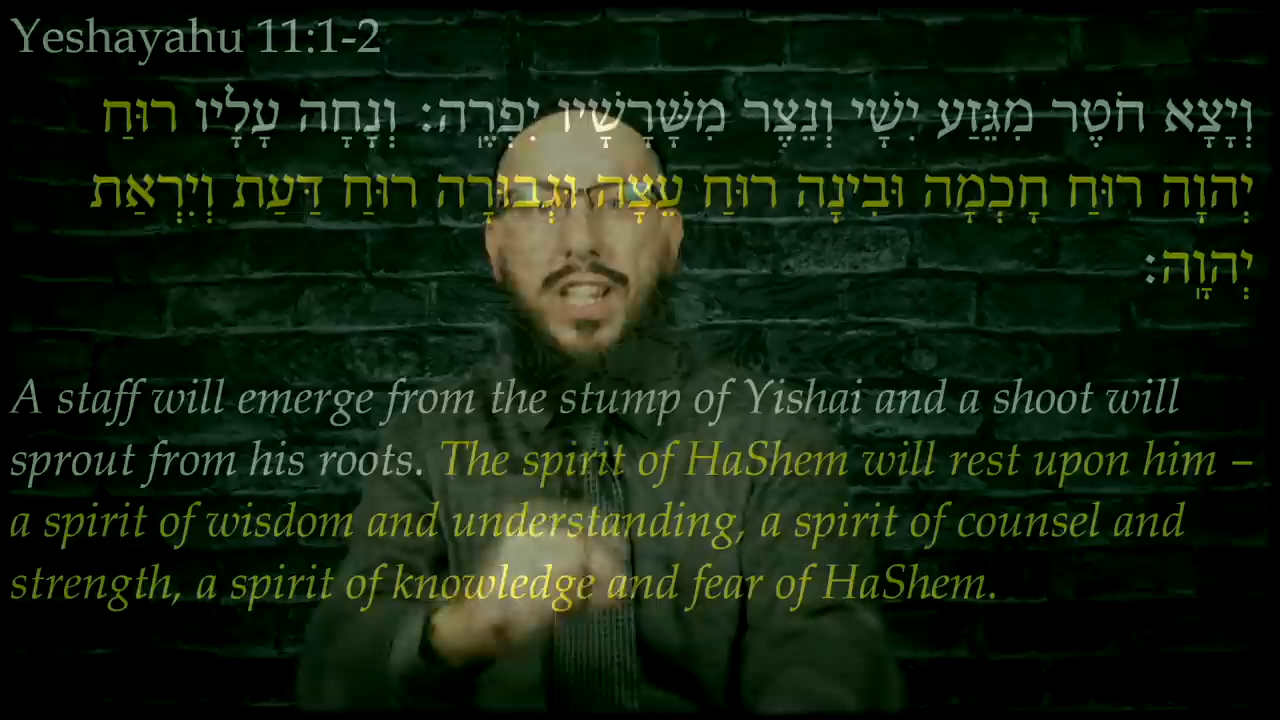 Yeshayahu 11:1-2
וְיָצָא חֹטֶר מִגֵּזַע יִשָׁי וְנֵצֶר מִשָּׁרָשָׁיו יִפְרֶֽה׃ וְנָחָה עָלָיו רוּחַ
יְהוָה רוּחַ חָכְמָה וּבִינָה רוּחַ עֵצָה וּגְבוּרָה רוּחַ דַּעַת וְיִרְאַת
יְהוָֽה׃
A staff will emerge from the stump of Yishai and a shoot will
sprout from his roots. The spirit of HaShem will rest upon him –
a spirit of wisdom and understanding, a spirit of counsel and
strength, a spirit of knowledge and fear of HaShem.